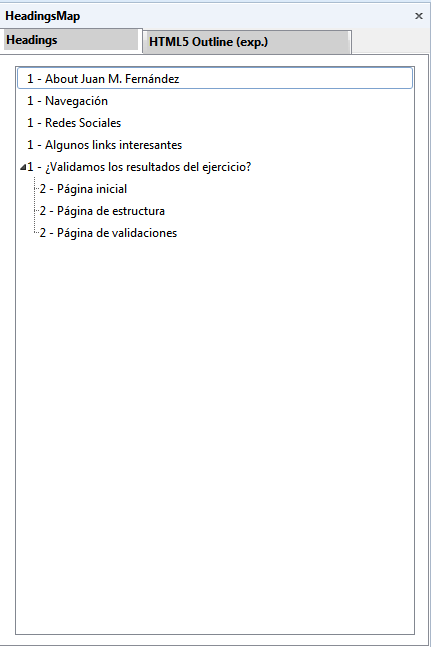 HeadingsMap
Headings
HTML5 Outline (exp.)
1 - About Juan M. Fernández
1 - Navegación
1 - Redes Sociales
1 - Algunos links interesantes
1 - ¿Validamos los resultados del ejercicio?
2 - Página inicial
2 - Página de estructura
2 - Página de validaciones